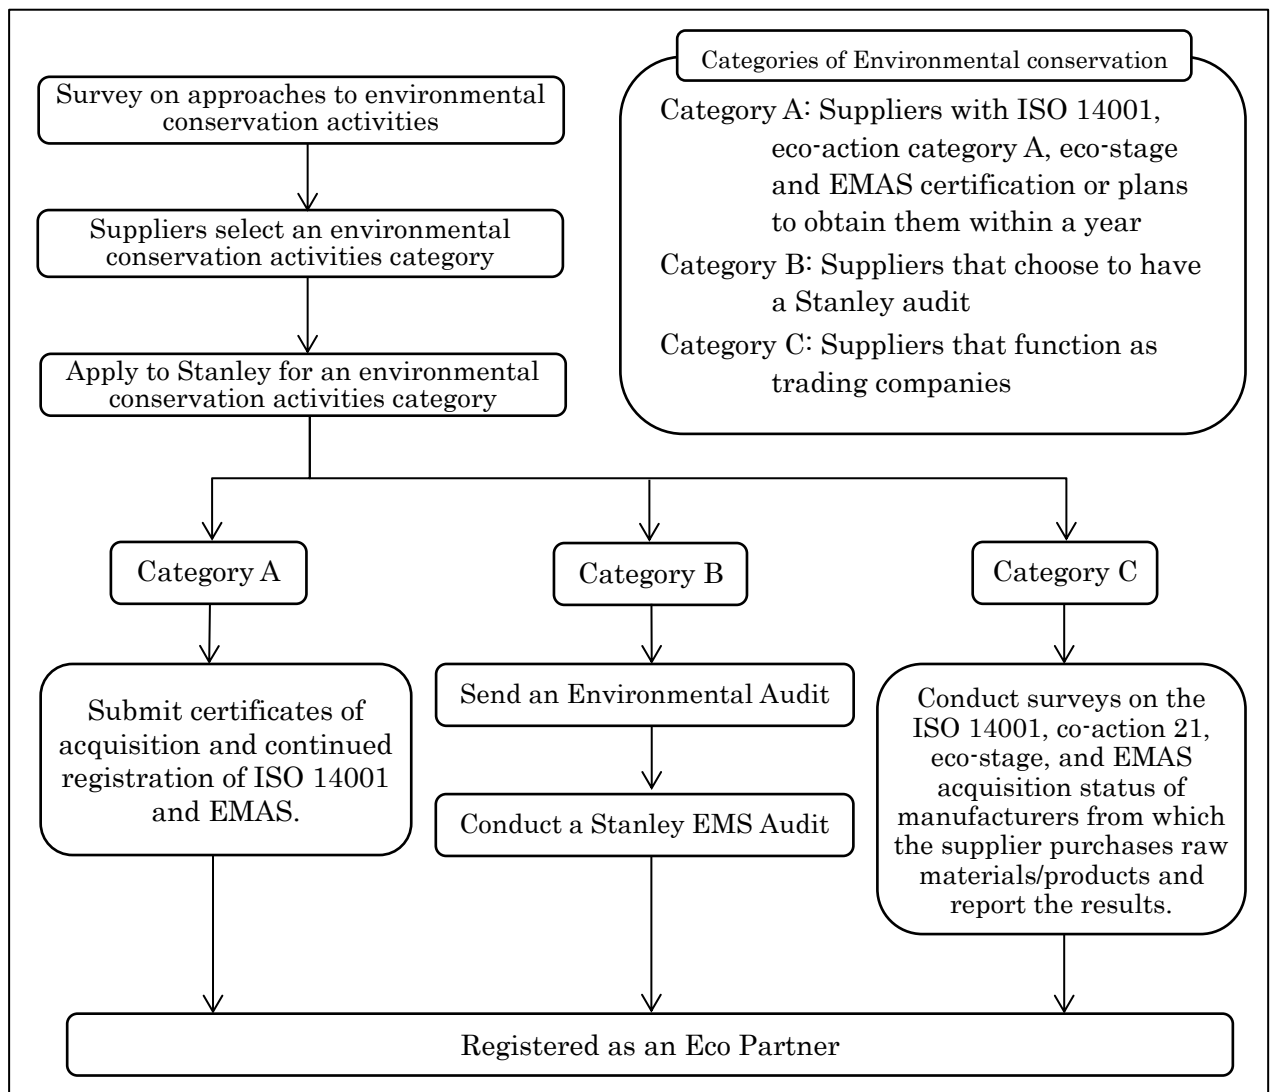 Survey on approaches to environmental
conservation activities
Suppliers select an environmental
conservation activities category
Apply to Stanley for an environmental
conservation activities category
Categories of Environmental conservation
Category A: Suppliers with ISO 14001,
eco-action category A, eco-stage
and EMAS certification or plans
to obtain them within a year
Category B: Suppliers that choose to have
a Stanley audit
Category C: Suppliers that function as
trading companies
Category A
Submit certificates of
acquisition and continued
registration of ISO 14001
and EMAS.
Category B
Send an Environmental Audit
Conduct a Stanley EMS Audit
Category C
Conduct surveys on the
ISO 14001, co-action 21,
eco-stage, and EMAS
acquisition status of
manufacturers from which
the supplier purchases raw
materials/products and
report the results.
Registered as an Eco Partner